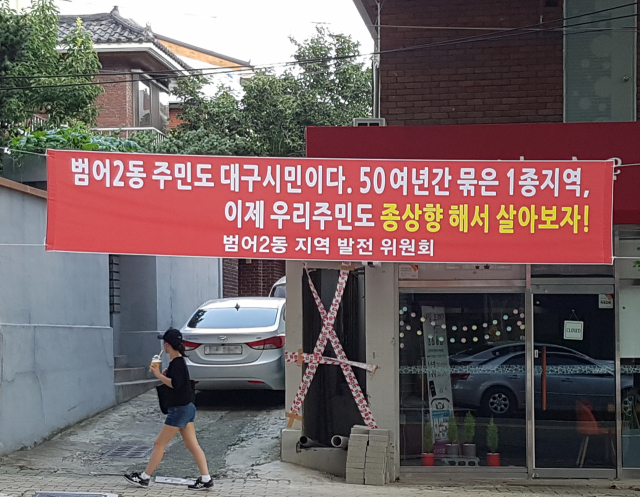 범어2동 주민도 대구시민이다. 50여년간 묶은 1종지역,
이제 우리주민도 종상향 해서 살아보자!
범어2동 지역 발전 위원회
CLOSED